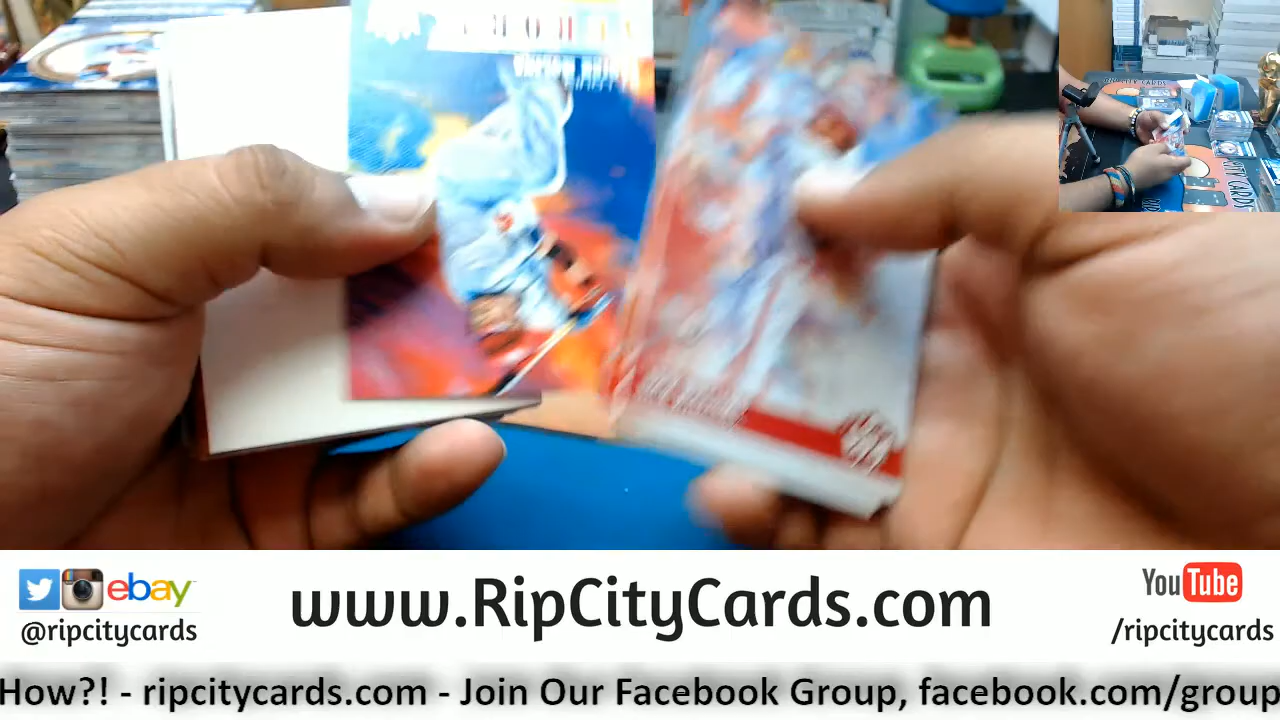 ebay
@ripcitycards
www.RipCityCards.com
YouTube
/ripcitycards
How?! - ripcitycards.com - Join Our Facebook Group, facebook.com/group